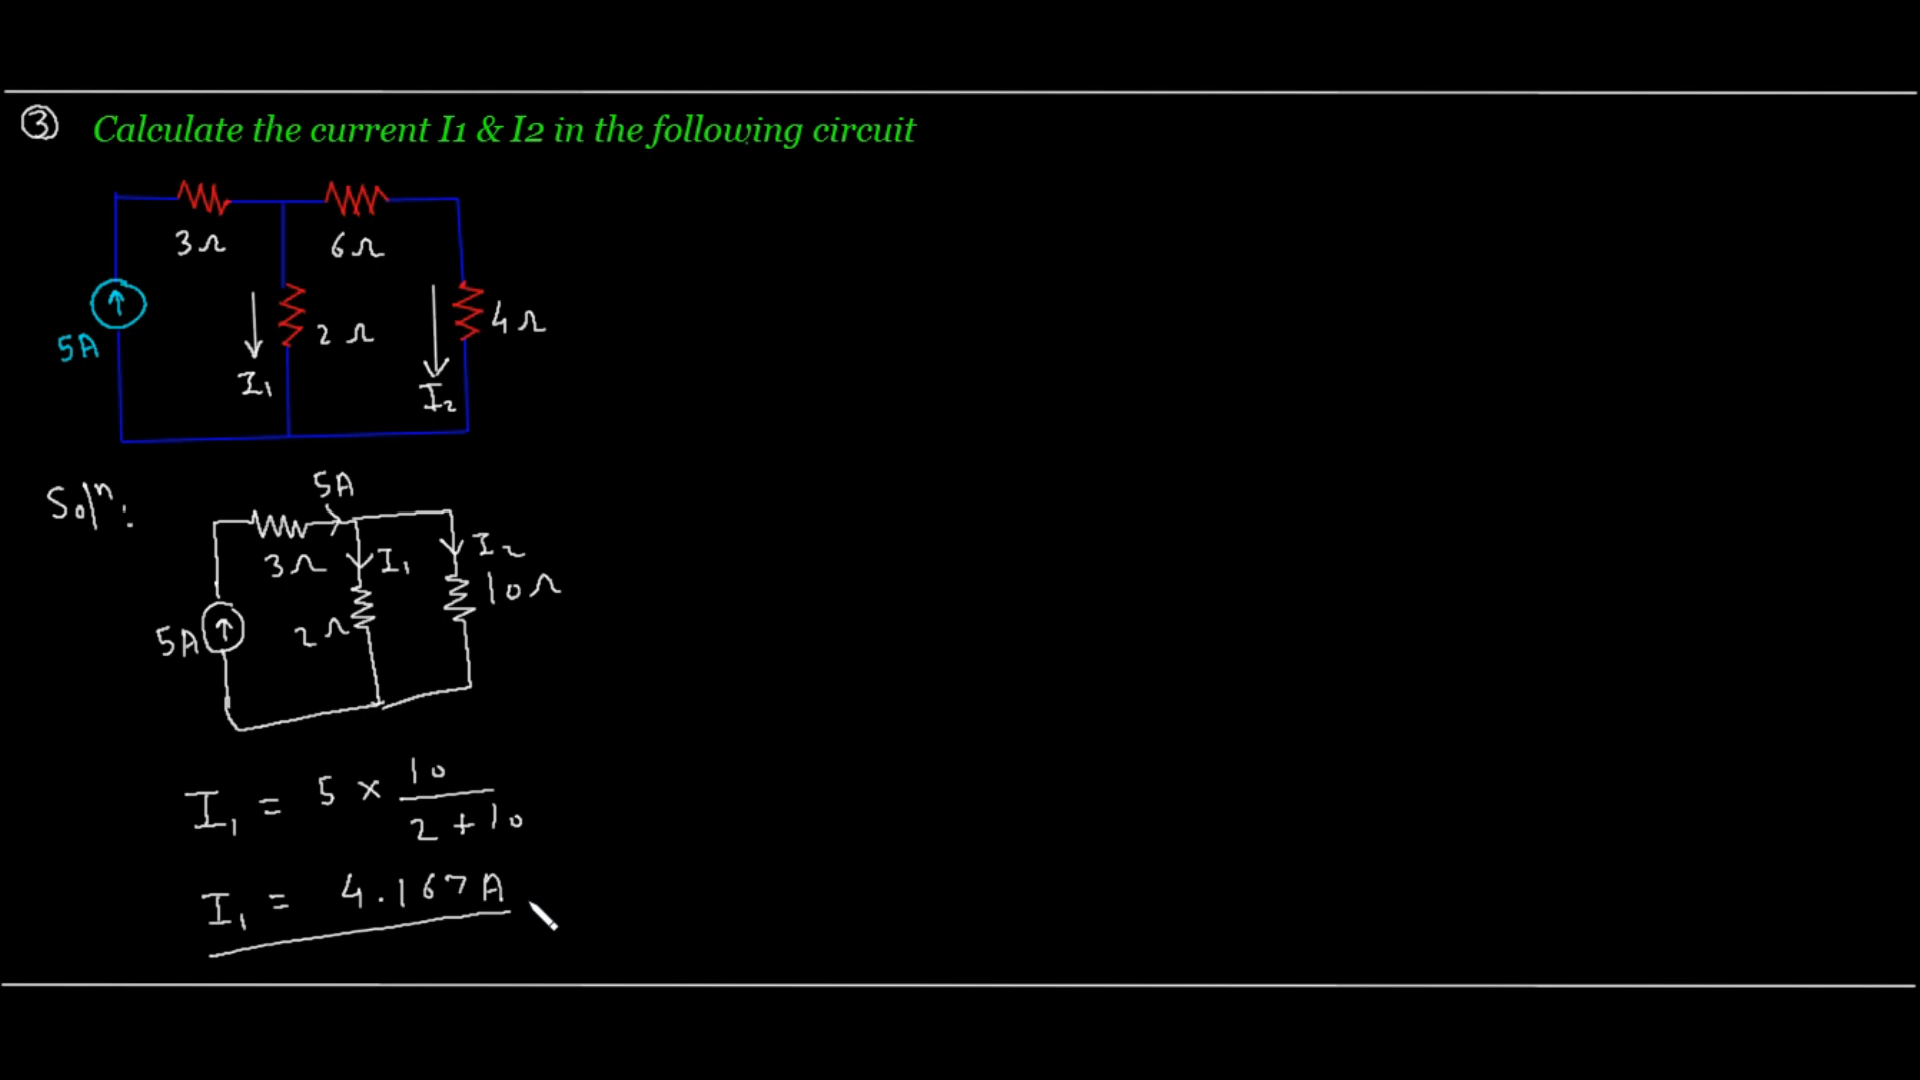 ③ Calculate the current I1 & I2 in the following circuit
3Ω
6Ω
5A
2Ω
4Ω
I₁
I₂
Solⁿ:
5A
3Ω
I₁
I₂
10Ω
5A
2Ω
I₁ = 5 × 10 / 2 + 10
I₁ = 4.167A